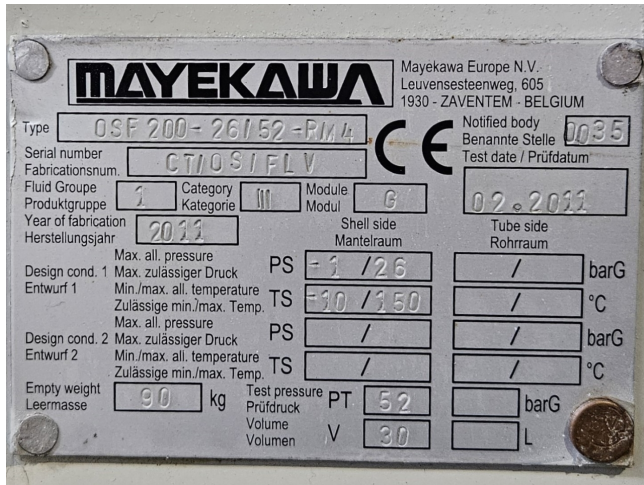 MAYEKAWA
Mayekawa Europe N.V.
Leuvensesteenweg, 605
1930 - ZAVENTEM - BELGIUM
Type OSF 200-26/52-RM4
Notified body
Benannte Stelle 0035
Serial number
Fabricationsnum. CT/OS/FLV
CE
Test date / Prüfdatum
02.2011
Fluid Groupe
Produktgruppe 1
Category
Kategorie III
Module
Modul G
Year of fabrication
Herstellungsjahr 2011
Shell side
Mantelraum
Tube side
Rohrraum
Design cond. 1
Entwurf 1
Max. all. pressure
Max. zulässiger Druck PS -1 /26 / barG
Min./max. all. temperature
Zulässige min./max. Temp. TS -10 /150 / °C
Design cond. 2
Entwurf 2
Max. all. pressure
Max. zulässiger Druck PS / / barG
Min./max. all. temperature
Zulässige min./max. Temp. TS / / °C
Empty weight
Leermasse 90 kg
Test pressure
Prüfdruck PT 52 barG
Volume
Volumen V 30 L